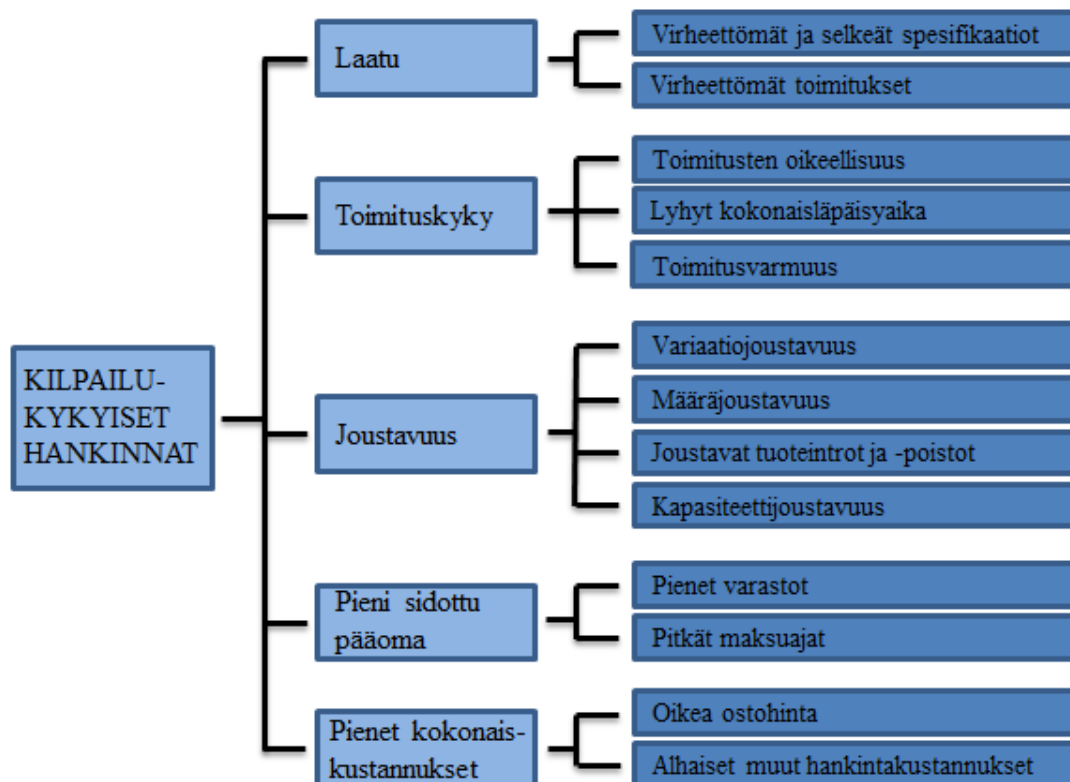 KILPAILU-
KYKYISET
HANKINNAT
Laatu
Virheettömät ja selkeät spesifikaatiot
Virheettömät toimitukset
Toimituskyky
Toimitusten oikeellisuus
Lyhyt kokonaisläpäisyaika
Toimitusvarmuus
Joustavuus
Variaatiojoustavuus
Määräjoustavuus
Joustavat tuoteintrot ja -poistot
Kapasiteettijoustavuus
Pieni sidottu
pääoma
Pienet varastot
Pitkät maksuajat
Pienet kokonais-
kustannukset
Oikea ostohinta
Alhaiset muut hankintakustannukset